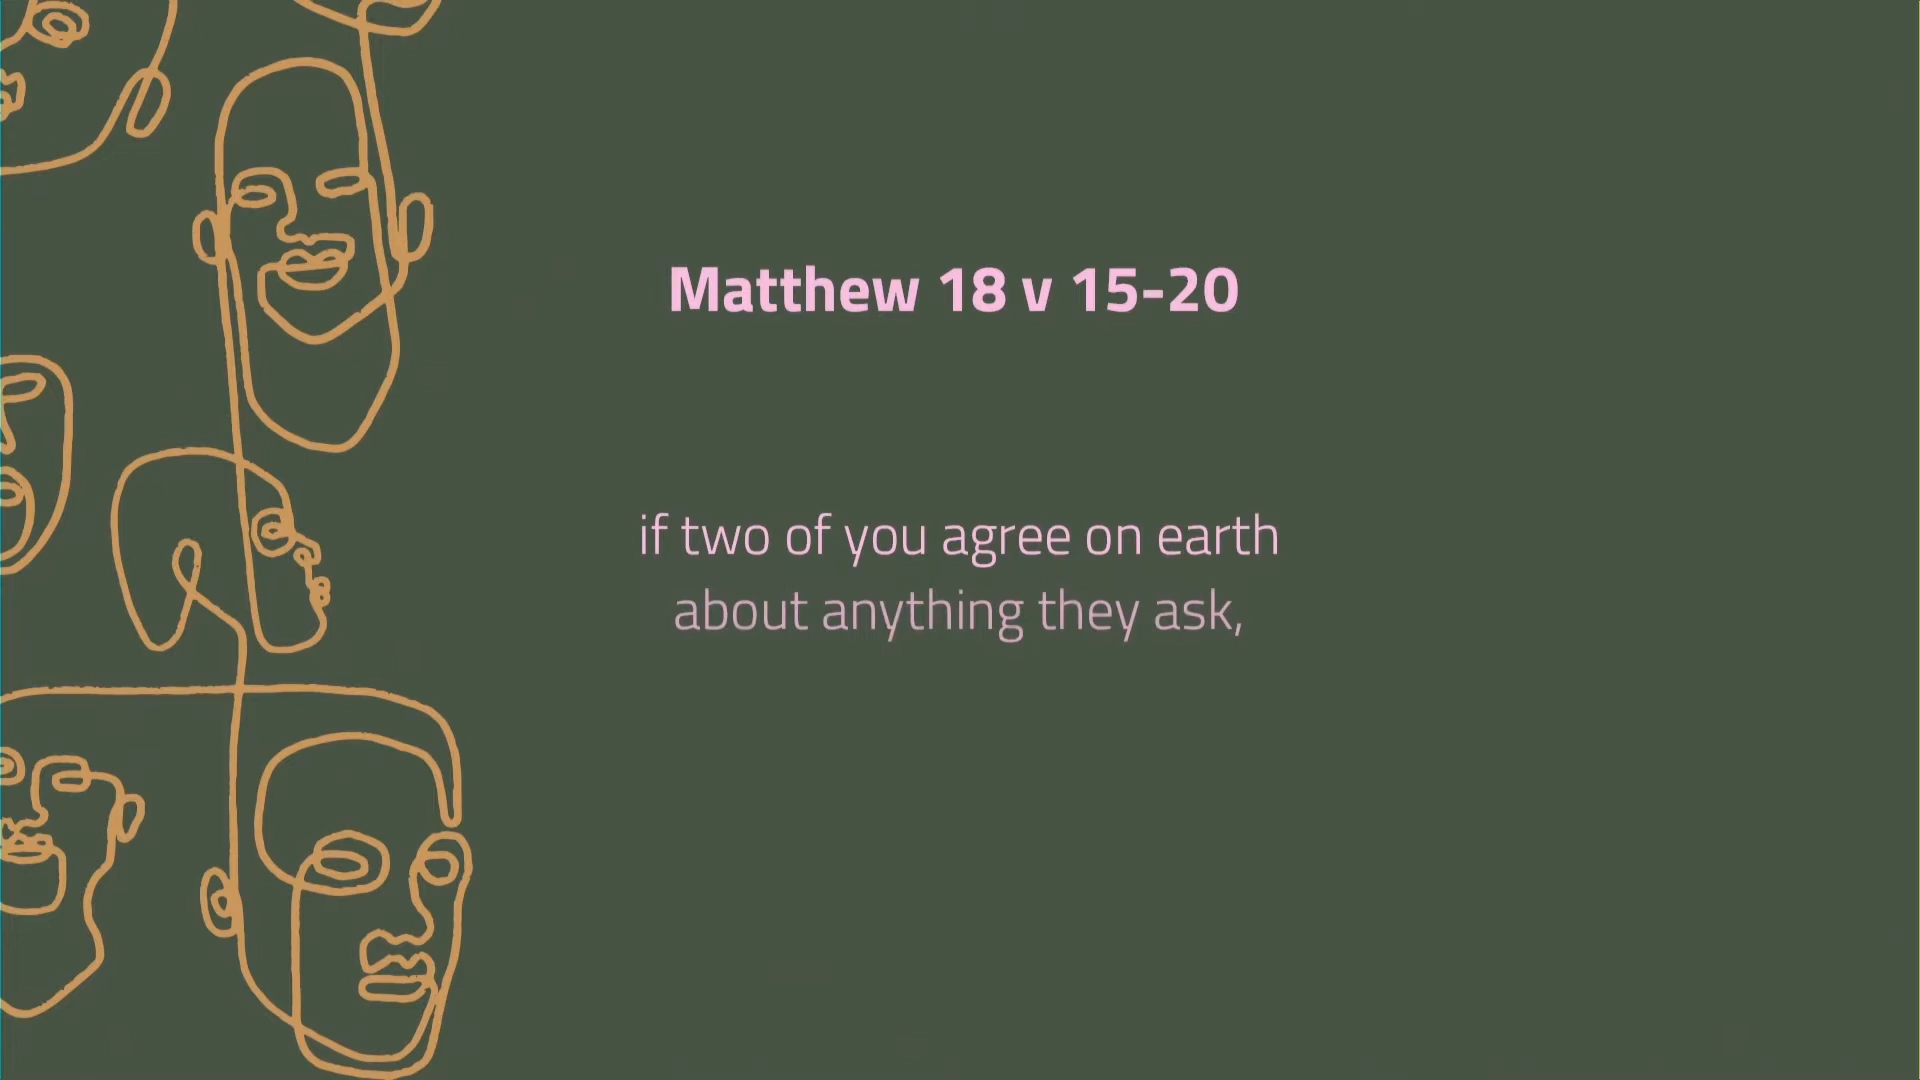 Matthew 18 v 15-20
if two of you agree on earth
about anything they ask,